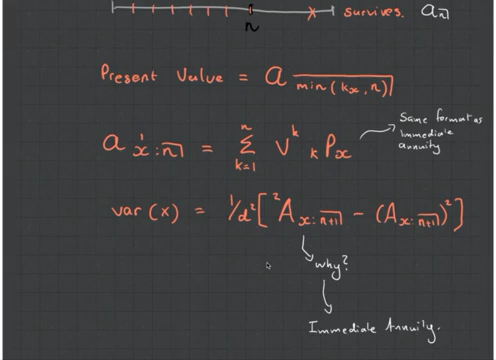 survives. a n⌉
n
Present Value = a min(kx, n)⌉
a x¹:n⌉ = Σ k=1 n V^k k P x
Same format as
immediate
annuity
var(x) = 1/d² [ ²A x:n+1⌉ − (A x:n+1⌉)² ]
why?
Immediate Annuity.